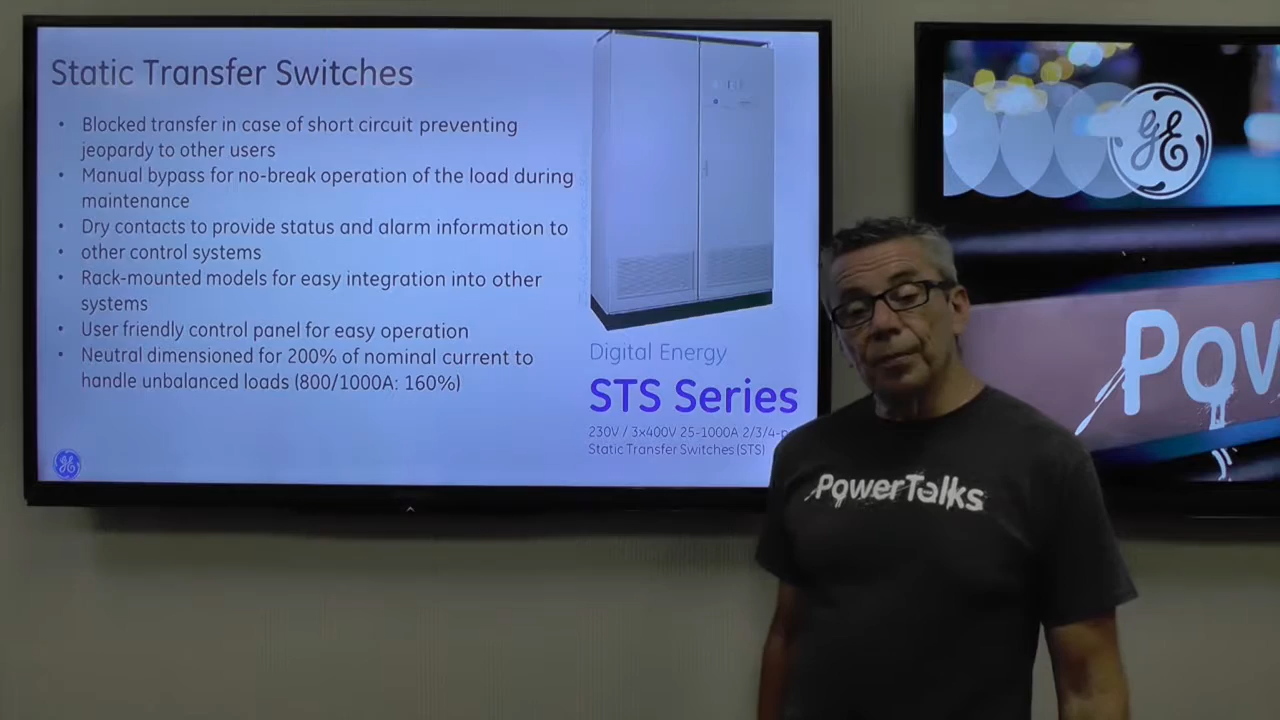 Static Transfer Switches
• Blocked transfer in case of short circuit preventing
jeopardy to other users
• Manual bypass for no-break operation of the load during
maintenance
• Dry contacts to provide status and alarm information to
• other control systems
• Rack-mounted models for easy integration into other
systems
• User friendly control panel for easy operation
• Neutral dimensioned for 200% of nominal current to
handle unbalanced loads (800/1000A: 160%)
Digital Energy
STS Series
230V / 3x400V 25-1000A 2/3/4-p
Static Transfer Switches (STS)
GE
GE
Pow
PowerTalks